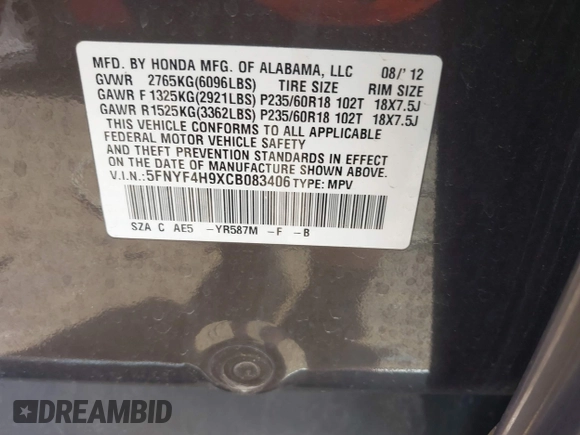 MFD. BY HONDA MFG. OF ALABAMA, LLC 08/'12
GVWR 2765KG(6096LBS) TIRE SIZE RIM SIZE
GAWR F 1325KG(2921LBS) P235/60R18 102T 18X7.5J
GAWR R1525KG(3362LBS) P235/60R18 102T 18X7.5J
THIS VEHICLE CONFORMS TO ALL APPLICABLE
FEDERAL MOTOR VEHICLE SAFETY
AND THEFT PREVENTION STANDARDS IN EFFECT
ON THE DATE OF MANUFACTURE SHOWN ABOVE.
V.I.N.:5FNYF4H9XCB083406 TYPE: MPV
SZA C AE5 -YR587M -F -B
DREAMBID